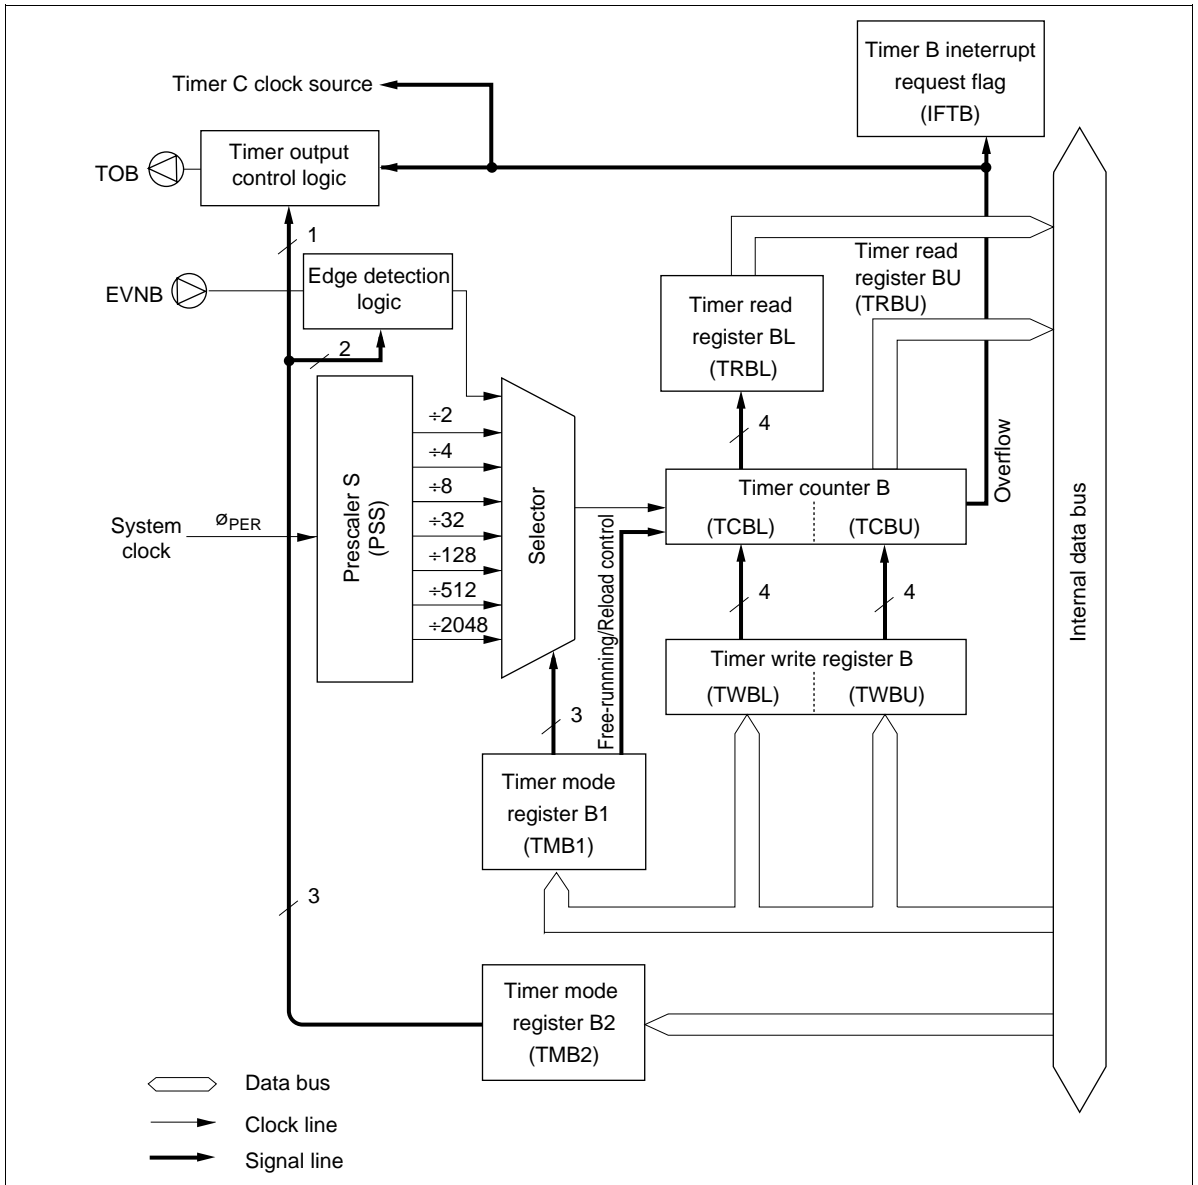 Timer B ineterrupt
request flag
(IFTB)
Timer C clock source
Timer output
control logic
TOB
1
Edge detection
logic
EVNB
2
Timer read
register BU
(TRBU)
Timer read
register BL
(TRBL)
4
Overflow
Internal data bus
÷2
÷4
÷8
÷32
÷128
÷512
÷2048
Prescaler S
(PSS)
Selector
System
clock
øPER
Timer counter B
(TCBL)
(TCBU)
4
4
Free-runnning/Reload control
Timer write register B
(TWBL)
(TWBU)
3
Timer mode
register B1
(TMB1)
3
Timer mode
register B2
(TMB2)
Data bus
Clock line
Signal line